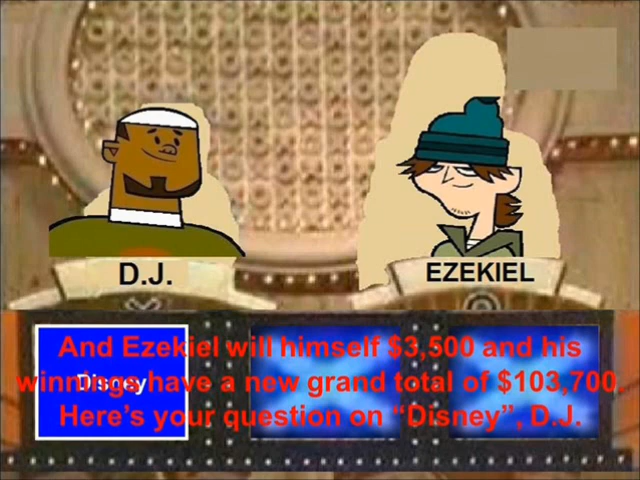 D.J.
EZEKIEL
Disney
And Ezekiel will himself $3,500 and his
winnings have a new grand total of $103,700.
Here's your question on “Disney”, D.J.